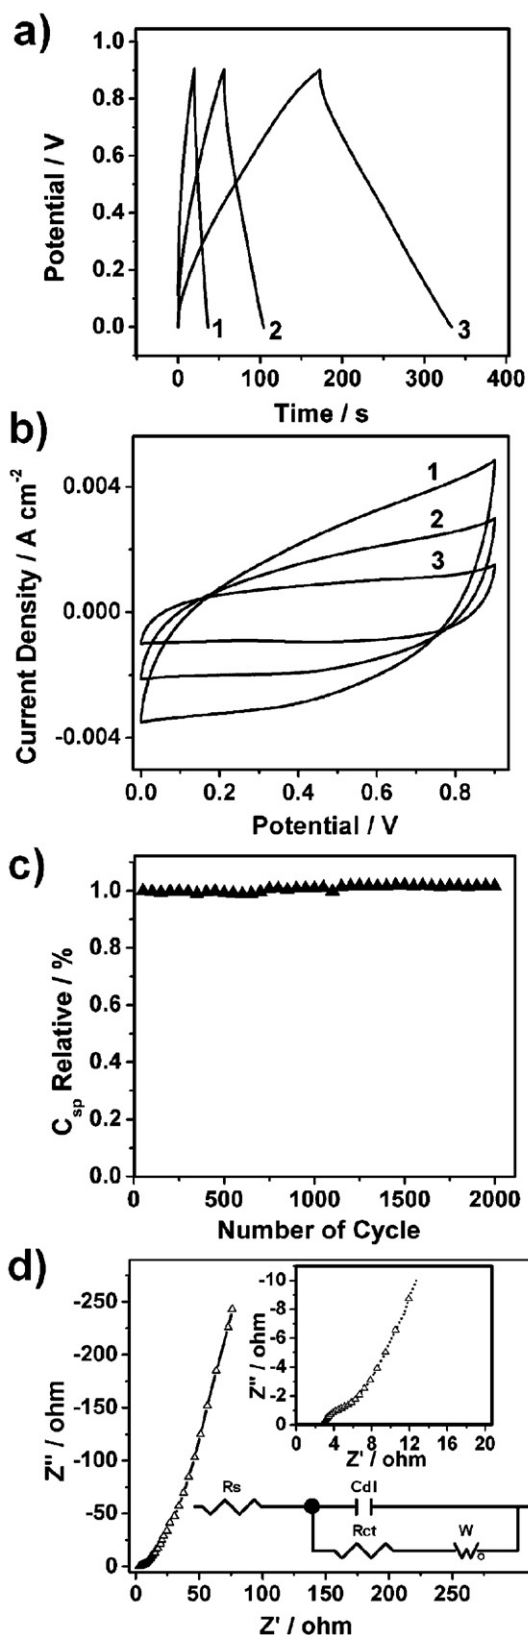 a)
1.0
0.8
0.6
0.4
0.2
0.0
Potential / V
1 2 3
0 100 200 300 400
Time / s
b)
0.004
0.000
-0.004
Current Density / A cm-2
1
2
3
0.0 0.2 0.4 0.6 0.8
Potential / V
c)
1.0
0.8
0.6
0.4
0.2
0.0
Csp Relative / %
0 500 1000 1500 2000
Number of Cycle
d)
-250
-200
-150
-100
-50
0
Z'' / ohm
-10
-8
-6
-4
-2
0
Z'' / ohm
4 8 12 16 20
Z' / ohm
Rs Cdl
Rct W
o
0 50 100 150 200 250
Z' / ohm